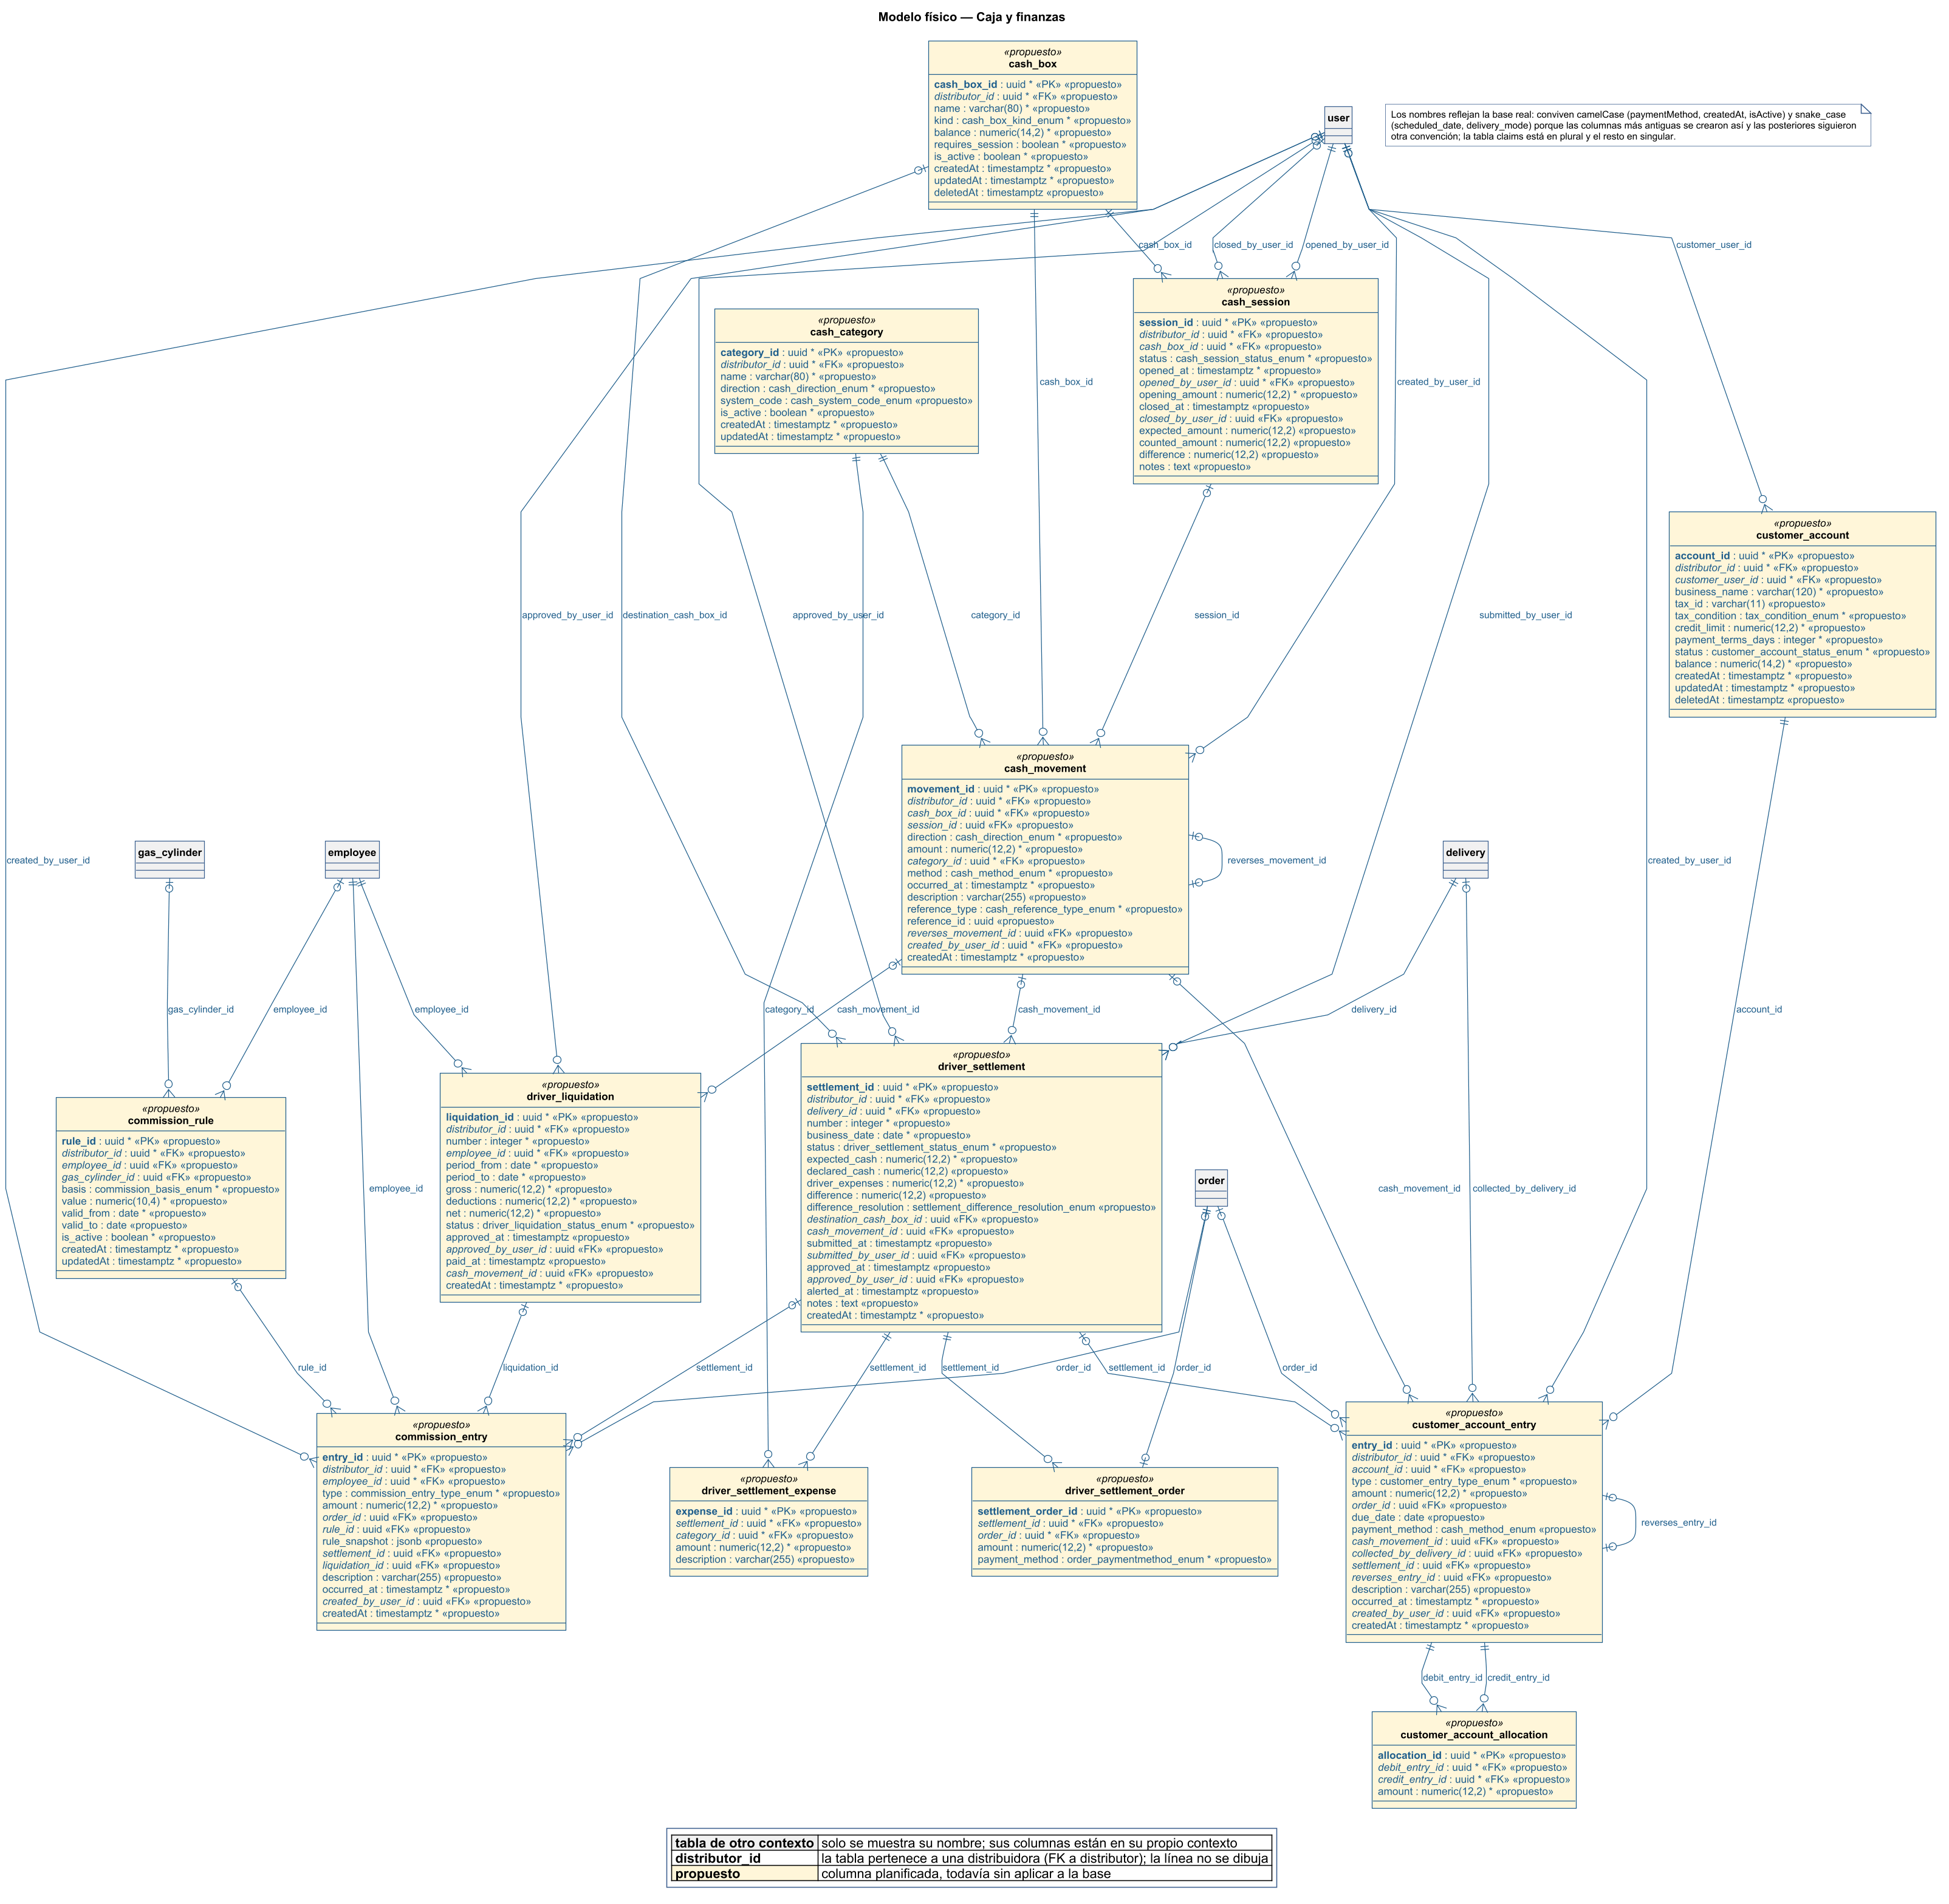 Modelo físico — Caja y finanzas
«propuesto»
cash_box
cash_box_id : uuid * «PK» «propuesto»
distributor_id : uuid * «FK» «propuesto»
name : varchar(80) * «propuesto»
kind : cash_box_kind_enum * «propuesto»
balance : numeric(14,2) * «propuesto»
requires_session : boolean * «propuesto»
is_active : boolean * «propuesto»
createdAt : timestamptz * «propuesto»
updatedAt : timestamptz * «propuesto»
deletedAt : timestamptz «propuesto»
user
Los nombres reflejan la base real: conviven camelCase (paymentMethod, createdAt, isActive) y snake_case
(scheduled_date, delivery_mode) porque las columnas más antiguas se crearon así y las posteriores siguieron
otra convención; la tabla claims está en plural y el resto en singular.
cash_box_id
closed_by_user_id
opened_by_user_id
customer_user_id
«propuesto»
cash_session
session_id : uuid * «PK» «propuesto»
distributor_id : uuid * «FK» «propuesto»
cash_box_id : uuid * «FK» «propuesto»
status : cash_session_status_enum * «propuesto»
opened_at : timestamptz * «propuesto»
opened_by_user_id : uuid * «FK» «propuesto»
opening_amount : numeric(12,2) * «propuesto»
closed_at : timestamptz «propuesto»
closed_by_user_id : uuid «FK» «propuesto»
expected_amount : numeric(12,2) «propuesto»
counted_amount : numeric(12,2) «propuesto»
difference : numeric(12,2) «propuesto»
notes : text «propuesto»
«propuesto»
cash_category
category_id : uuid * «PK» «propuesto»
distributor_id : uuid * «FK» «propuesto»
name : varchar(80) * «propuesto»
direction : cash_direction_enum * «propuesto»
system_code : cash_system_code_enum «propuesto»
is_active : boolean * «propuesto»
createdAt : timestamptz * «propuesto»
updatedAt : timestamptz * «propuesto»
cash_box_id
created_by_user_id
«propuesto»
customer_account
account_id : uuid * «PK» «propuesto»
distributor_id : uuid * «FK» «propuesto»
customer_user_id : uuid * «FK» «propuesto»
business_name : varchar(120) * «propuesto»
tax_id : varchar(11) «propuesto»
tax_condition : tax_condition_enum * «propuesto»
credit_limit : numeric(12,2) * «propuesto»
payment_terms_days : integer * «propuesto»
status : customer_account_status_enum * «propuesto»
balance : numeric(14,2) * «propuesto»
createdAt : timestamptz * «propuesto»
updatedAt : timestamptz * «propuesto»
deletedAt : timestamptz «propuesto»
approved_by_user_id
destination_cash_box_id
approved_by_user_id
category_id
session_id
submitted_by_user_id
«propuesto»
cash_movement
movement_id : uuid * «PK» «propuesto»
distributor_id : uuid * «FK» «propuesto»
cash_box_id : uuid * «FK» «propuesto»
session_id : uuid «FK» «propuesto»
direction : cash_direction_enum * «propuesto»
amount : numeric(12,2) * «propuesto»
category_id : uuid * «FK» «propuesto»
method : cash_method_enum * «propuesto»
occurred_at : timestamptz * «propuesto»
description : varchar(255) «propuesto»
reference_type : cash_reference_type_enum * «propuesto»
reference_id : uuid «propuesto»
reverses_movement_id : uuid «FK» «propuesto»
created_by_user_id : uuid * «FK» «propuesto»
createdAt : timestamptz * «propuesto»
created_by_user_id
gas_cylinder
employee
reverses_movement_id
delivery
created_by_user_id
gas_cylinder_id
employee_id
employee_id
category_id
cash_movement_id
cash_movement_id
delivery_id
account_id
«propuesto»
commission_rule
rule_id : uuid * «PK» «propuesto»
distributor_id : uuid * «FK» «propuesto»
employee_id : uuid «FK» «propuesto»
gas_cylinder_id : uuid «FK» «propuesto»
basis : commission_basis_enum * «propuesto»
value : numeric(10,4) * «propuesto»
valid_from : date * «propuesto»
valid_to : date «propuesto»
is_active : boolean * «propuesto»
createdAt : timestamptz * «propuesto»
updatedAt : timestamptz * «propuesto»
employee_id
«propuesto»
driver_liquidation
liquidation_id : uuid * «PK» «propuesto»
distributor_id : uuid * «FK» «propuesto»
number : integer * «propuesto»
employee_id : uuid * «FK» «propuesto»
period_from : date * «propuesto»
period_to : date * «propuesto»
gross : numeric(12,2) * «propuesto»
deductions : numeric(12,2) * «propuesto»
net : numeric(12,2) * «propuesto»
status : driver_liquidation_status_enum * «propuesto»
approved_at : timestamptz «propuesto»
approved_by_user_id : uuid «FK» «propuesto»
paid_at : timestamptz «propuesto»
cash_movement_id : uuid «FK» «propuesto»
createdAt : timestamptz * «propuesto»
«propuesto»
driver_settlement
settlement_id : uuid * «PK» «propuesto»
distributor_id : uuid * «FK» «propuesto»
delivery_id : uuid * «FK» «propuesto»
number : integer * «propuesto»
business_date : date * «propuesto»
status : driver_settlement_status_enum * «propuesto»
expected_cash : numeric(12,2) * «propuesto»
declared_cash : numeric(12,2) «propuesto»
driver_expenses : numeric(12,2) * «propuesto»
difference : numeric(12,2) «propuesto»
difference_resolution : settlement_difference_resolution_enum «propuesto»
destination_cash_box_id : uuid «FK» «propuesto»
cash_movement_id : uuid «FK» «propuesto»
submitted_at : timestamptz «propuesto»
submitted_by_user_id : uuid «FK» «propuesto»
approved_at : timestamptz «propuesto»
approved_by_user_id : uuid «FK» «propuesto»
alerted_at : timestamptz «propuesto»
notes : text «propuesto»
createdAt : timestamptz * «propuesto»
order
cash_movement_id
collected_by_delivery_id
rule_id
liquidation_id
settlement_id
settlement_id
settlement_id
order_id
settlement_id
order_id
order_id
«propuesto»
commission_entry
entry_id : uuid * «PK» «propuesto»
distributor_id : uuid * «FK» «propuesto»
employee_id : uuid * «FK» «propuesto»
type : commission_entry_type_enum * «propuesto»
amount : numeric(12,2) * «propuesto»
order_id : uuid «FK» «propuesto»
rule_id : uuid «FK» «propuesto»
rule_snapshot : jsonb «propuesto»
settlement_id : uuid «FK» «propuesto»
liquidation_id : uuid «FK» «propuesto»
description : varchar(255) «propuesto»
occurred_at : timestamptz * «propuesto»
created_by_user_id : uuid «FK» «propuesto»
createdAt : timestamptz * «propuesto»
«propuesto»
driver_settlement_expense
expense_id : uuid * «PK» «propuesto»
settlement_id : uuid * «FK» «propuesto»
category_id : uuid * «FK» «propuesto»
amount : numeric(12,2) * «propuesto»
description : varchar(255) «propuesto»
«propuesto»
driver_settlement_order
settlement_order_id : uuid * «PK» «propuesto»
settlement_id : uuid * «FK» «propuesto»
order_id : uuid * «FK» «propuesto»
amount : numeric(12,2) * «propuesto»
payment_method : order_paymentmethod_enum * «propuesto»
«propuesto»
customer_account_entry
entry_id : uuid * «PK» «propuesto»
distributor_id : uuid * «FK» «propuesto»
account_id : uuid * «FK» «propuesto»
type : customer_entry_type_enum * «propuesto»
amount : numeric(12,2) * «propuesto»
order_id : uuid «FK» «propuesto»
due_date : date «propuesto»
payment_method : cash_method_enum «propuesto»
cash_movement_id : uuid «FK» «propuesto»
collected_by_delivery_id : uuid «FK» «propuesto»
settlement_id : uuid «FK» «propuesto»
reverses_entry_id : uuid «FK» «propuesto»
description : varchar(255) «propuesto»
occurred_at : timestamptz * «propuesto»
created_by_user_id : uuid «FK» «propuesto»
createdAt : timestamptz * «propuesto»
reverses_entry_id
debit_entry_id
credit_entry_id
«propuesto»
customer_account_allocation
allocation_id : uuid * «PK» «propuesto»
debit_entry_id : uuid * «FK» «propuesto»
credit_entry_id : uuid * «FK» «propuesto»
amount : numeric(12,2) * «propuesto»
tabla de otro contexto solo se muestra su nombre; sus columnas están en su propio contexto
distributor_id la tabla pertenece a una distribuidora (FK a distributor); la línea no se dibuja
propuesto columna planificada, todavía sin aplicar a la base